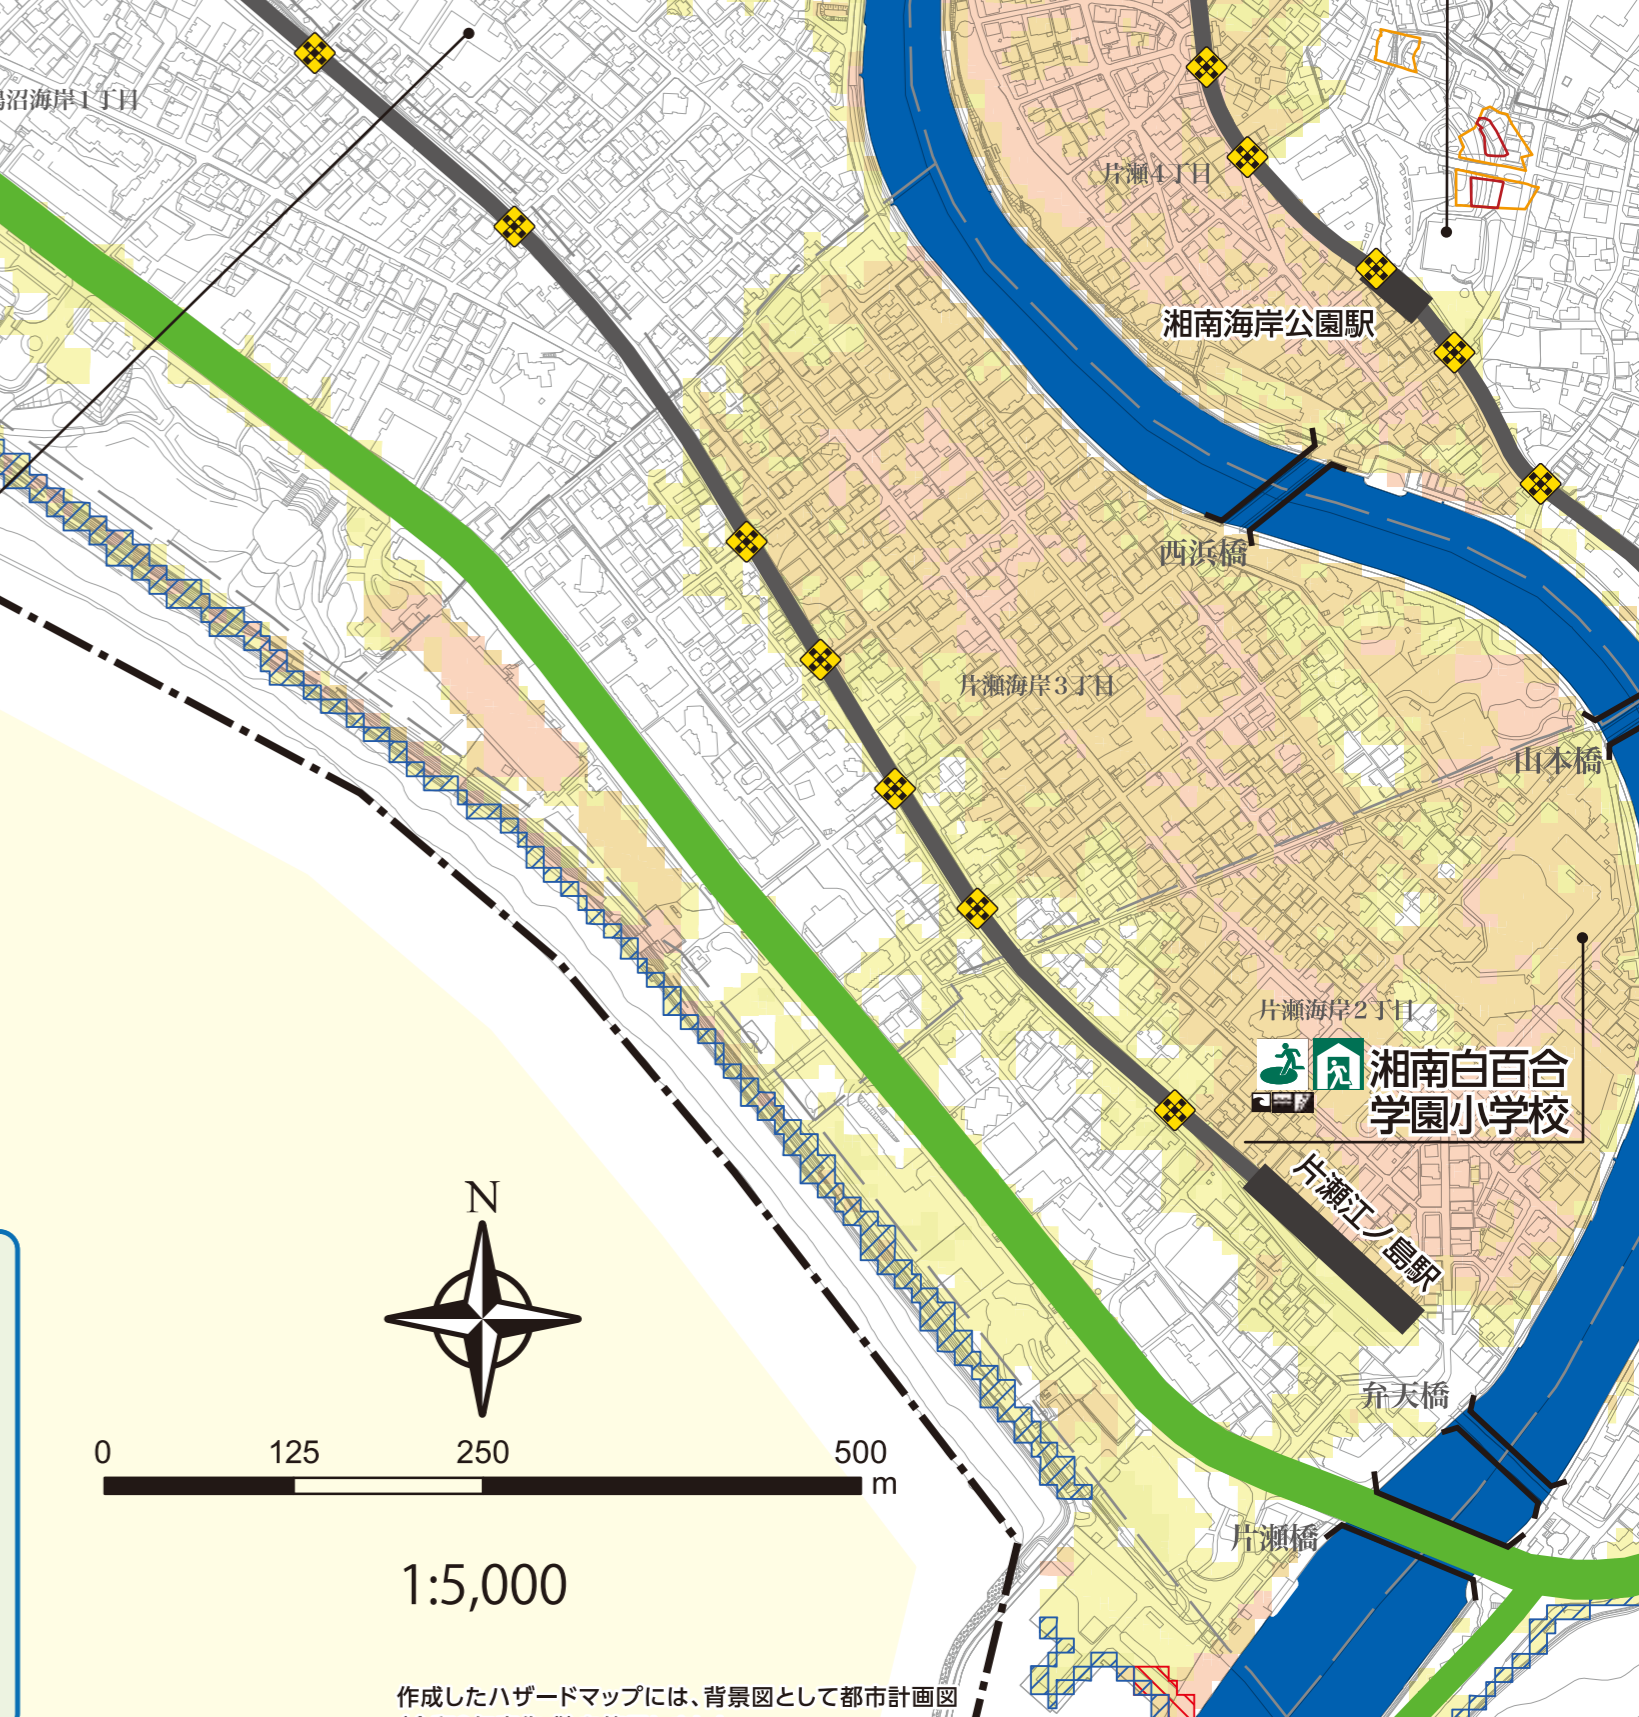 沼海岸1丁目
片瀬4丁目
湘南海岸公園駅
西浜橋
片瀬海岸3丁目
山本橋
片瀬海岸2丁目
湘南白百合
学園小学校
片瀬江ノ島駅
弁天橋
片瀬橋
N
0 125 250 500
m
1:5,000
作成したハザードマップには、背景図として都市計画図